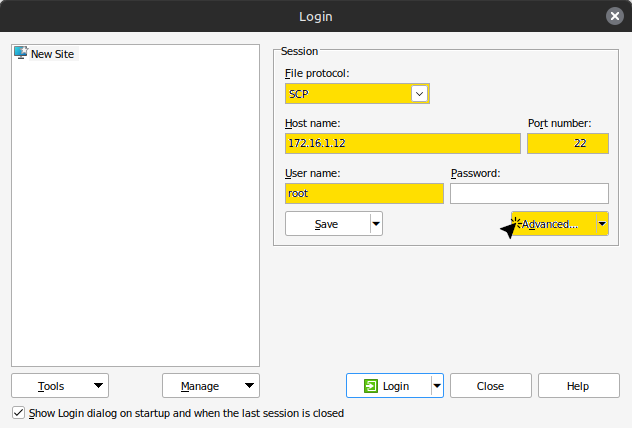 Login
New Site
Session
File protocol:
SCP
Host name:
Port number:
172.16.1.12
22
User name:
Password:
root
Save
Advanced...
Tools
Manage
Login
Close
Help
Show Login dialog on startup and when the last session is closed